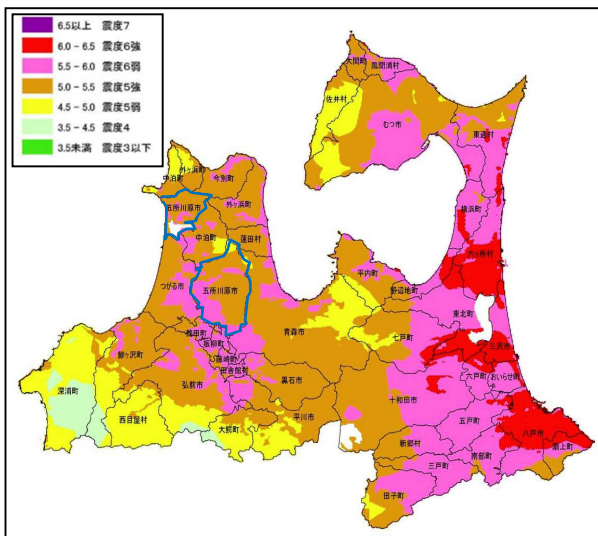 6.5以上 震度7
6.0－6.5 震度6強
5.5－6.0 震度6弱
5.0－5.5 震度5強
4.5－5.0 震度5弱
3.5－4.5 震度4
3.5未満 震度3以下
大間町
風間浦村
佐井村
むつ市
東通村
外ヶ浜町
中泊町
今別町
五所川原市
外ヶ浜町
横浜町
中泊町
蓬田村
六ヶ所村
平内町
つがる市
五所川原市
野辺地町
東北町
青森市
七戸町
鶴田町
三沢市
板柳町
鰺ヶ沢町
藤崎町
六戸町
おいらせ町
田舎館村
深浦町
弘前市
黒石市
十和田市
西目屋村
平川市
五戸町
大鰐町
八戸市
新郷村
南部町
階上町
三戸町
田子町